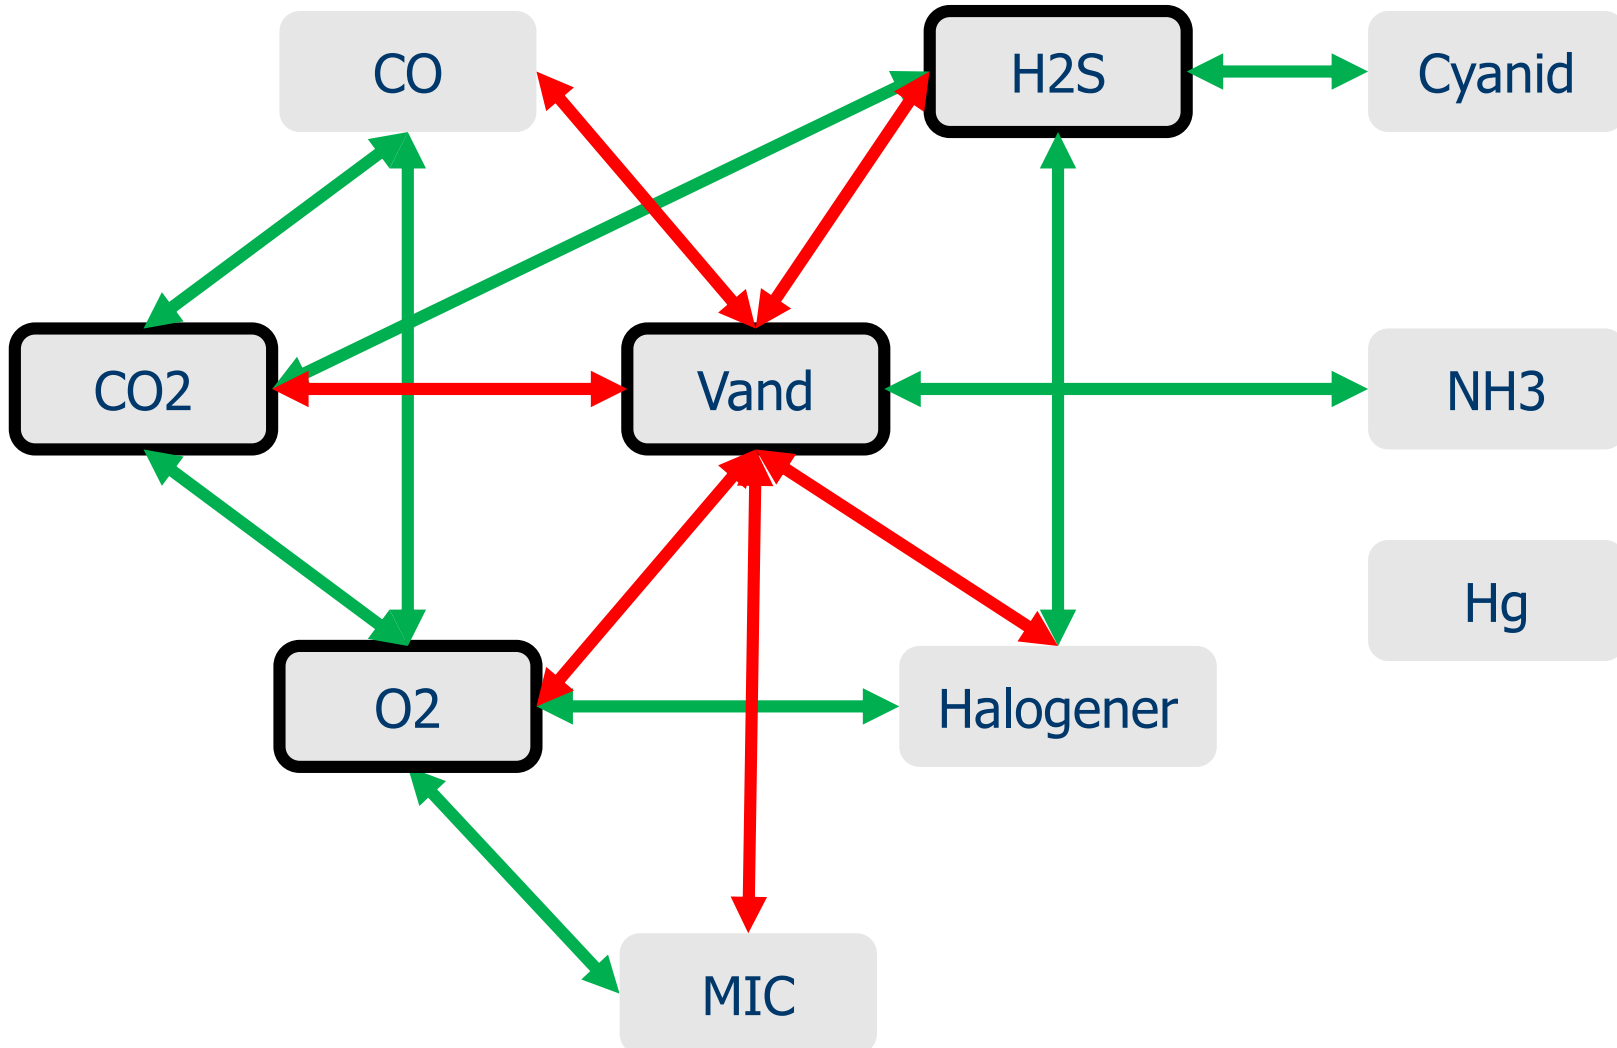 CO
H2S
Cyanid
CO2
Vand
NH3
Hg
O2
Halogener
MIC